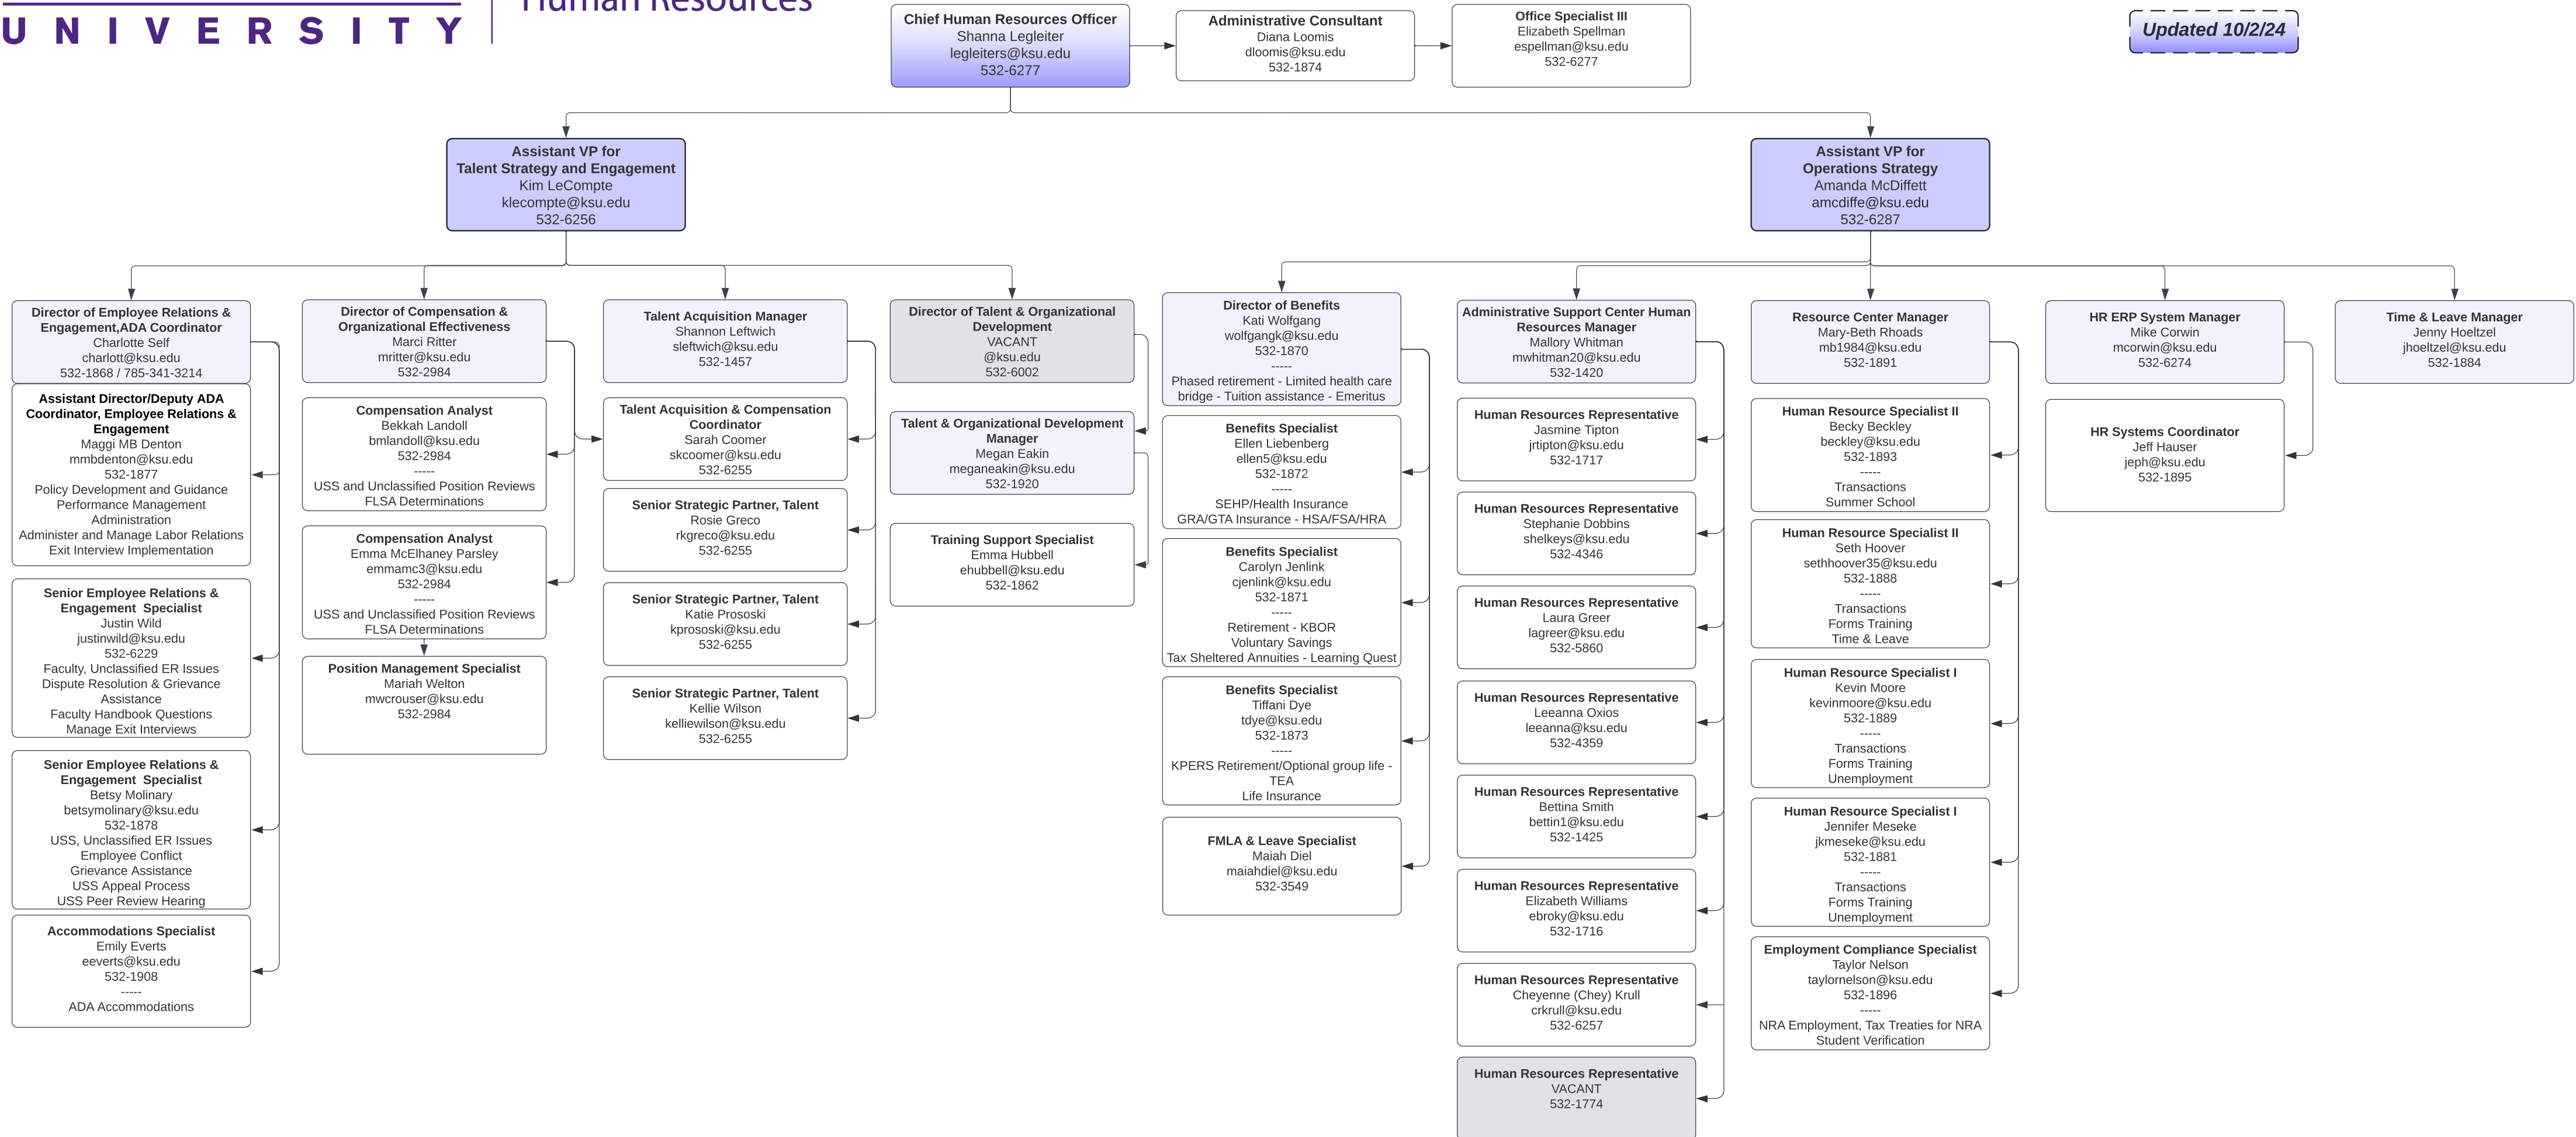 UNIVERSITY
Human Resources
Chief Human Resources Officer
Shanna Legleiter
legleiters@ksu.edu
532-6277
Administrative Consultant
Diana Loomis
dloomis@ksu.edu
532-1874
Office Specialist III
Elizabeth Spellman
espellman@ksu.edu
532-6277
Updated 10/2/24
Assistant VP for
Talent Strategy and Engagement
Kim LeCompte
klecompte@ksu.edu
532-6256
Assistant VP for
Operations Strategy
Amanda McDiffett
amcdiffe@ksu.edu
532-6287
Director of Employee Relations &
Engagement,ADA Coordinator
Charlotte Self
charlott@ksu.edu
532-1868 / 785-341-3214
Assistant Director/Deputy ADA
Coordinator, Employee Relations &
Engagement
Maggi MB Denton
mmbdenton@ksu.edu
532-1877
Policy Development and Guidance
Performance Management
Administration
Administer and Manage Labor Relations
Exit Interview Implementation
Senior Employee Relations &
Engagement  Specialist
Justin Wild
justinwild@ksu.edu
532-6229
Faculty, Unclassified ER Issues
Dispute Resolution & Grievance
Assistance
Faculty Handbook Questions
Manage Exit Interviews
Senior Employee Relations &
Engagement  Specialist
Betsy Molinary
betsymolinary@ksu.edu
532-1878
USS, Unclassified ER Issues
Employee Conflict
Grievance Assistance
USS Appeal Process
USS Peer Review Hearing
Accommodations Specialist
Emily Everts
eeverts@ksu.edu
532-1908
-----
ADA Accommodations
Director of Compensation &
Organizational Effectiveness
Marci Ritter
mritter@ksu.edu
532-2984
Compensation Analyst
Bekkah Landoll
bmlandoll@ksu.edu
532-2984
-----
USS and Unclassified Position Reviews
FLSA Determinations
Compensation Analyst
Emma McElhaney Parsley
emmamc3@ksu.edu
532-2984
-----
USS and Unclassified Position Reviews
FLSA Determinations
Position Management Specialist
Mariah Welton
mwcrouser@ksu.edu
532-2984
Talent Acquisition Manager
Shannon Leftwich
sleftwich@ksu.edu
532-1457
Talent Acquisition & Compensation
Coordinator
Sarah Coomer
skcoomer@ksu.edu
532-6255
Senior Strategic Partner, Talent
Rosie Greco
rkgreco@ksu.edu
532-6255
Senior Strategic Partner, Talent
Katie Prososki
kprososki@ksu.edu
532-6255
Senior Strategic Partner, Talent
Kellie Wilson
kelliewilson@ksu.edu
532-6255
Director of Talent & Organizational
Development
VACANT
@ksu.edu
532-6002
Talent & Organizational Development
Manager
Megan Eakin
meganeakin@ksu.edu
532-1920
Training Support Specialist
Emma Hubbell
ehubbell@ksu.edu
532-1862
Director of Benefits
Kati Wolfgang
wolfgangk@ksu.edu
532-1870
-----
Phased retirement - Limited health care
bridge - Tuition assistance - Emeritus
Benefits Specialist
Ellen Liebenberg
ellen5@ksu.edu
532-1872
-----
SEHP/Health Insurance
GRA/GTA Insurance - HSA/FSA/HRA
Benefits Specialist
Carolyn Jenlink
cjenlink@ksu.edu
532-1871
-----
Retirement - KBOR
Voluntary Savings
Tax Sheltered Annuities - Learning Quest
Benefits Specialist
Tiffani Dye
tdye@ksu.edu
532-1873
-----
KPERS Retirement/Optional group life -
TEA
Life Insurance
FMLA & Leave Specialist
Maiah Diel
maiahdiel@ksu.edu
532-3549
Administrative Support Center Human
Resources Manager
Mallory Whitman
mwhitman20@ksu.edu
532-1420
Human Resources Representative
Jasmine Tipton
jrtipton@ksu.edu
532-1717
Human Resources Representative
Stephanie Dobbins
shelkeys@ksu.edu
532-4346
Human Resources Representative
Laura Greer
lagreer@ksu.edu
532-5860
Human Resources Representative
Leeanna Oxios
leeanna@ksu.edu
532-4359
Human Resources Representative
Bettina Smith
bettin1@ksu.edu
532-1425
Human Resources Representative
Elizabeth Williams
ebroky@ksu.edu
532-1716
Human Resources Representative
Cheyenne (Chey) Krull
crkrull@ksu.edu
532-6257
Human Resources Representative
VACANT
532-1774
Resource Center Manager
Mary-Beth Rhoads
mb1984@ksu.edu
532-1891
Human Resource Specialist II
Becky Beckley
beckley@ksu.edu
532-1893
-----
Transactions
Summer School
Human Resource Specialist II
Seth Hoover
sethhoover35@ksu.edu
532-1888
-----
Transactions
Forms Training
Time & Leave
Human Resource Specialist I
Kevin Moore
kevinmoore@ksu.edu
532-1889
-----
Transactions
Forms Training
Unemployment
Human Resource Specialist I
Jennifer Meseke
jkmeseke@ksu.edu
532-1881
-----
Transactions
Forms Training
Unemployment
Employment Compliance Specialist
Taylor Nelson
taylornelson@ksu.edu
532-1896
-----
NRA Employment, Tax Treaties for NRA
Student Verification
HR ERP System Manager
Mike Corwin
mcorwin@ksu.edu
532-6274
HR Systems Coordinator
Jeff Hauser
jeph@ksu.edu
532-1895
Time & Leave Manager
Jenny Hoeltzel
jhoeltzel@ksu.edu
532-1884